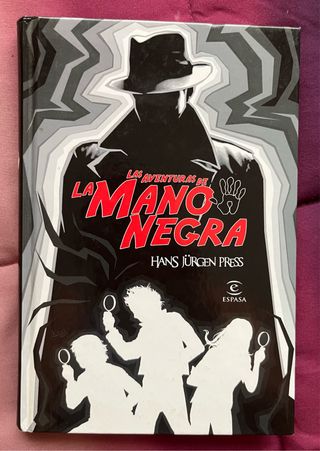 LAS AVENTURAS DE
LA MANO
NEGRA
HANS JÜRGEN PRESS
e
ESPASA